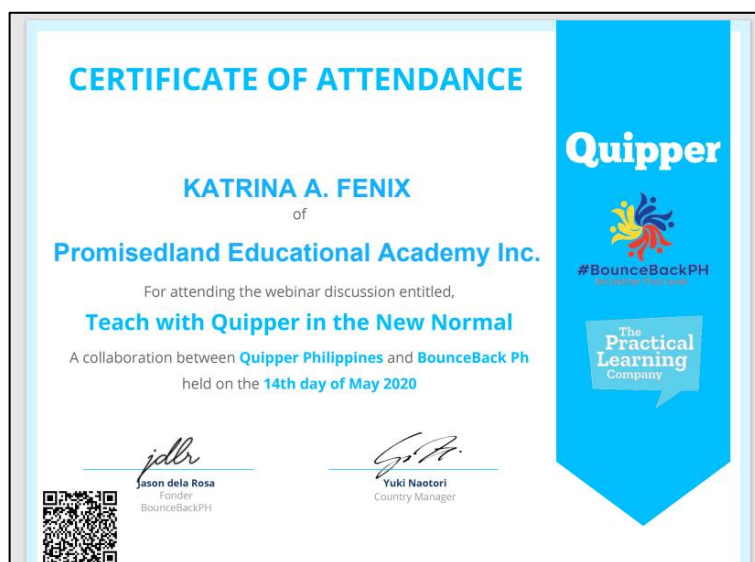 CERTIFICATE OF ATTENDANCE
KATRINA A. FENIX
of
Promisedland Educational Academy Inc.
For attending the webinar discussion entitled,
Teach with Quipper in the New Normal
A collaboration between Quipper Philippines and BounceBack Ph
held on the 14th day of May 2020
jdlr
Jason dela Rosa
Fonder
BounceBackPH
Yuki Naotori
Country Manager
Quipper
#BounceBackPH
The
Practical
Learning
Company